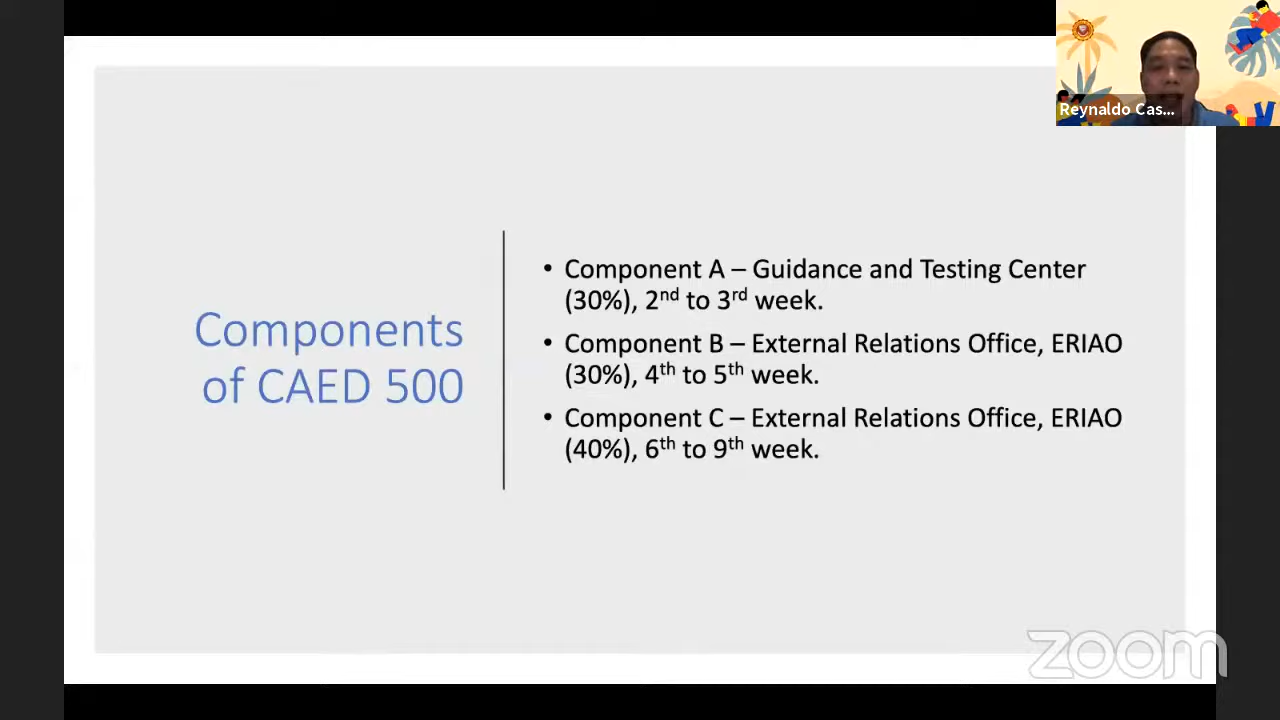 Reynaldo Cas...
Components
of CAED 500
• Component A – Guidance and Testing Center
(30%), 2nd to 3rd week.
• Component B – External Relations Office, ERIAO
(30%), 4th to 5th week.
• Component C – External Relations Office, ERIAO
(40%), 6th to 9th week.
zoom